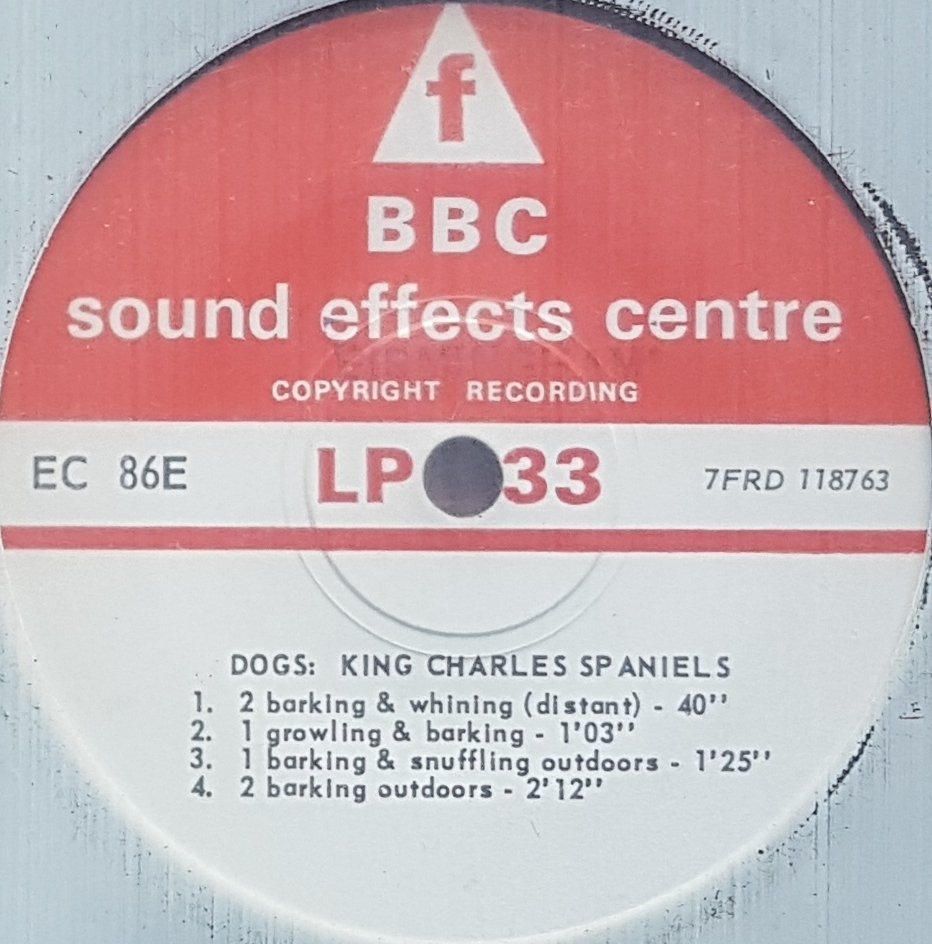 f
BBC
sound effects centre
COPYRIGHT RECORDING
EC 86E LP 33 7FRD 118763
DOGS: KING CHARLES SPANIELS
1. 2 barking & whining (distant) - 40''
2. 1 growling & barking - 1'03''
3. 1 barking & snuffling outdoors - 1'25''
4. 2 barking outdoors - 2'12''